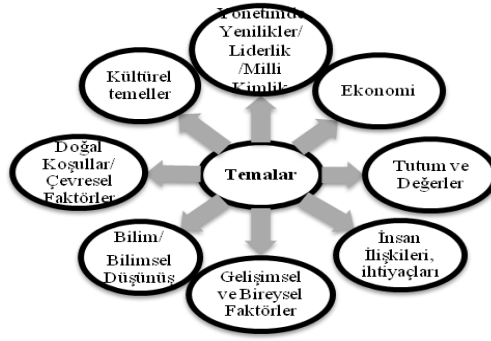 Yönetimde
Yenilikler/
Liderlik
/Milli
Kimlik
Kültürel
temeller
Ekonomi
Doğal
Koşullar/
Çevresel
Faktörler
Temalar
Tutum ve
Değerler
Bilim/
Bilimsel
Düşünüş
Gelişimsel
ve Bireysel
Faktörler
İnsan
İlişkileri,
ihtiyaçları